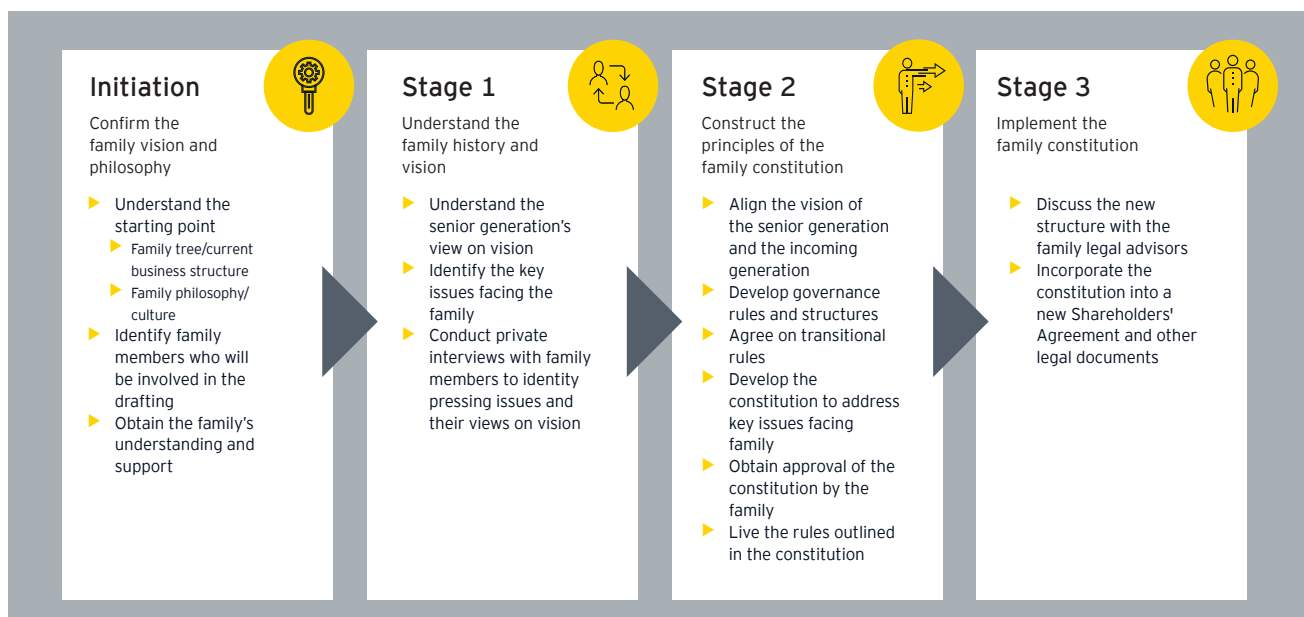 Initiation
Confirm the
family vision and
philosophy
Understand the
starting point
Family tree/current
business structure
Family philosophy/
culture
Identify family
members who will
be involved in the
drafting
Obtain the family's
understanding and
support
Stage 1
Understand the
family history and
vision
Understand the
senior generation's
view on vision
Identify the key
issues facing the
family
Conduct private
interviews with family
members to identity
pressing issues and
their views on vision
Stage 2
Construct the
principles of the
family constitution
Align the vision of
the senior generation
and the incoming
generation
Develop governance
rules and structures
Agree on transitional
rules
Develop the
constitution to address
key issues facing
family
Obtain approval of the
constitution by the
family
Live the rules outlined
in the constitution
Stage 3
Implement the
family constitution
Discuss the new
structure with the
family legal advisors
Incorporate the
constitution into a
new Shareholders'
Agreement and other
legal documents